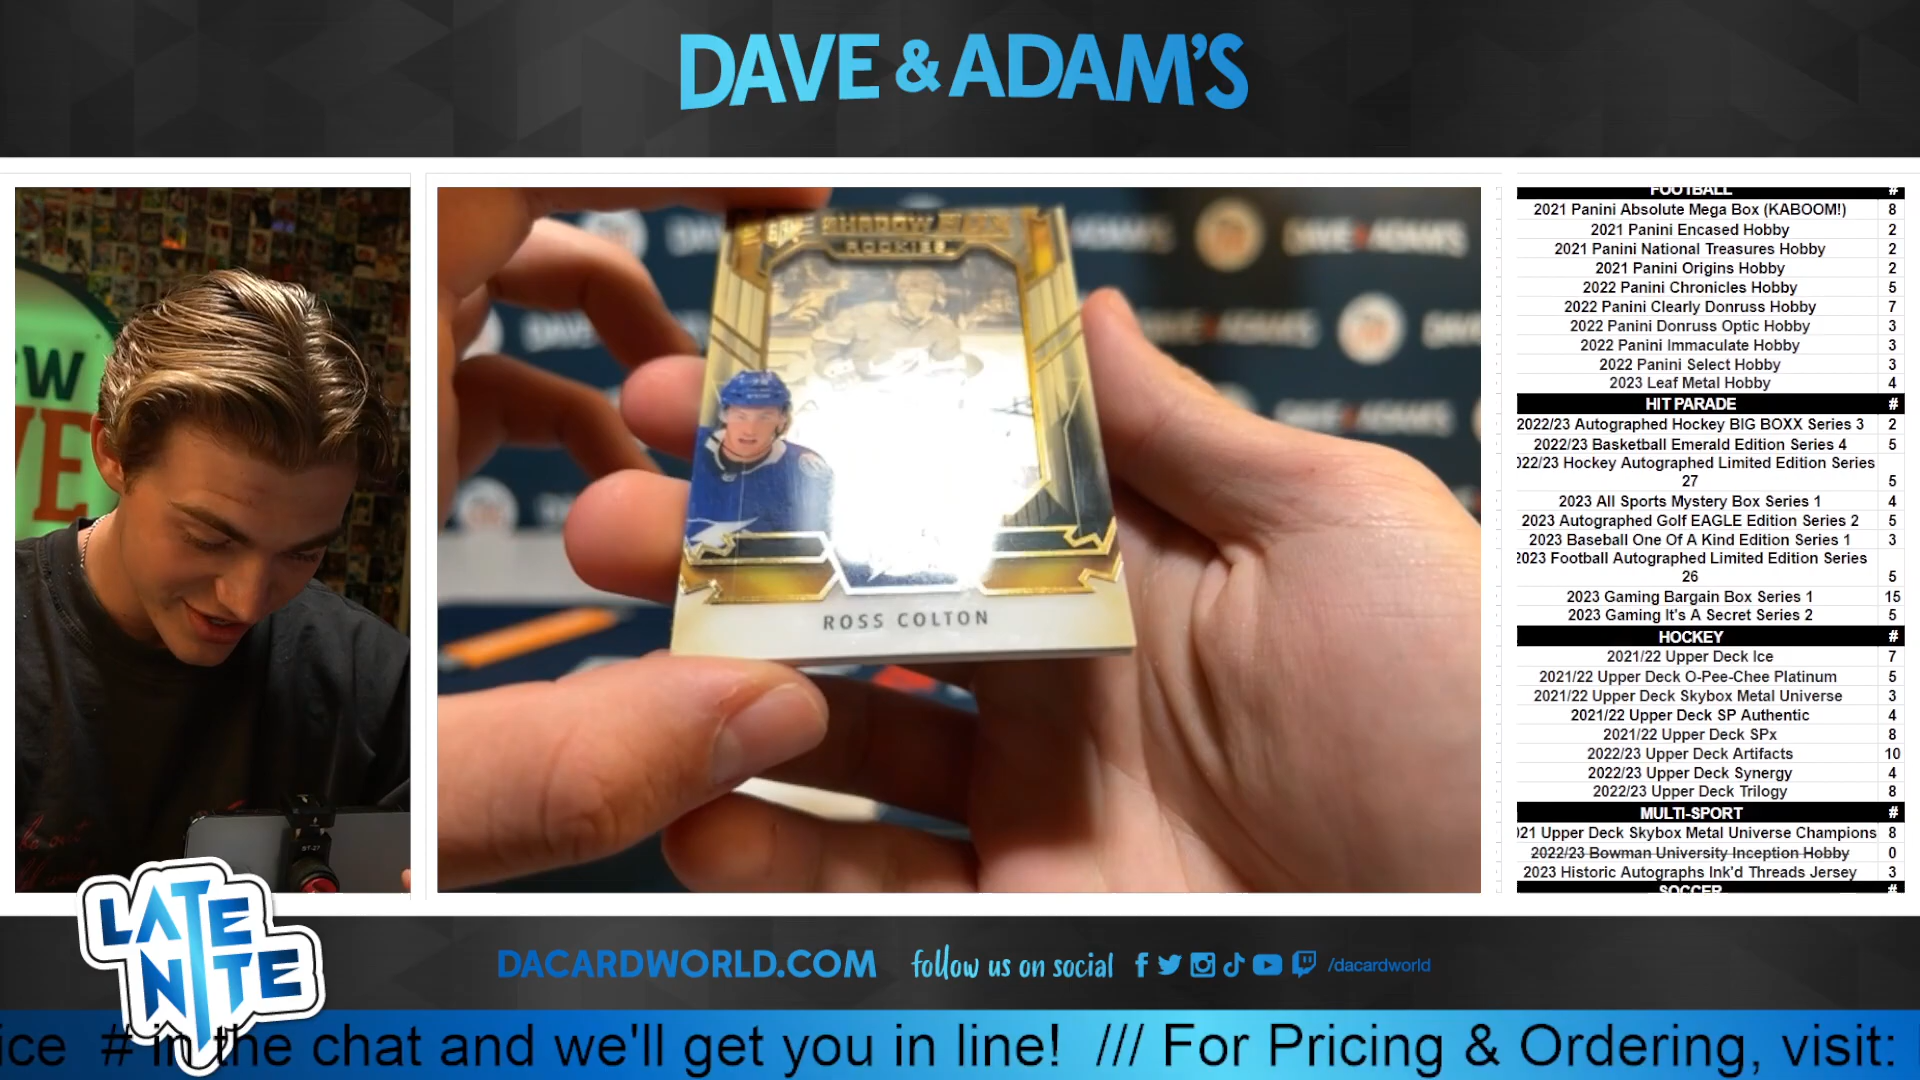 DAVE & ADAM'S
SHADOW BOX
ROOKIES
ROSS COLTON
FOOTBALL #
2021 Panini Absolute Mega Box (KABOOM!) 8
2021 Panini Encased Hobby 2
2021 Panini National Treasures Hobby 2
2021 Panini Origins Hobby 2
2022 Panini Chronicles Hobby 5
2022 Panini Clearly Donruss Hobby 7
2022 Panini Donruss Optic Hobby 3
2022 Panini Immaculate Hobby 3
2022 Panini Select Hobby 3
2023 Leaf Metal Hobby 4
HIT PARADE #
2022/23 Autographed Hockey BIG BOXX Series 3 2
2022/23 Basketball Emerald Edition Series 4 5
022/23 Hockey Autographed Limited Edition Series
27 5
2023 All Sports Mystery Box Series 1 4
2023 Autographed Golf EAGLE Edition Series 2 5
2023 Baseball One Of A Kind Edition Series 1 3
2023 Football Autographed Limited Edition Series
26 5
2023 Gaming Bargain Box Series 1 15
2023 Gaming It's A Secret Series 2 5
HOCKEY #
2021/22 Upper Deck Ice 7
2021/22 Upper Deck O-Pee-Chee Platinum 5
2021/22 Upper Deck Skybox Metal Universe 3
2021/22 Upper Deck SP Authentic 4
2021/22 Upper Deck SPx 8
2022/23 Upper Deck Artifacts 10
2022/23 Upper Deck Synergy 4
2022/23 Upper Deck Trilogy 8
MULTI-SPORT #
021 Upper Deck Skybox Metal Universe Champions 8
2022/23 Bowman University Inception Hobby 0
2023 Historic Autographs Ink'd Threads Jersey 3
SOCCER #
LATE
NITE
DACARDWORLD.COM follow us on social /dacardworld
ice # in the chat and we'll get you in line! /// For Pricing & Ordering, visit: